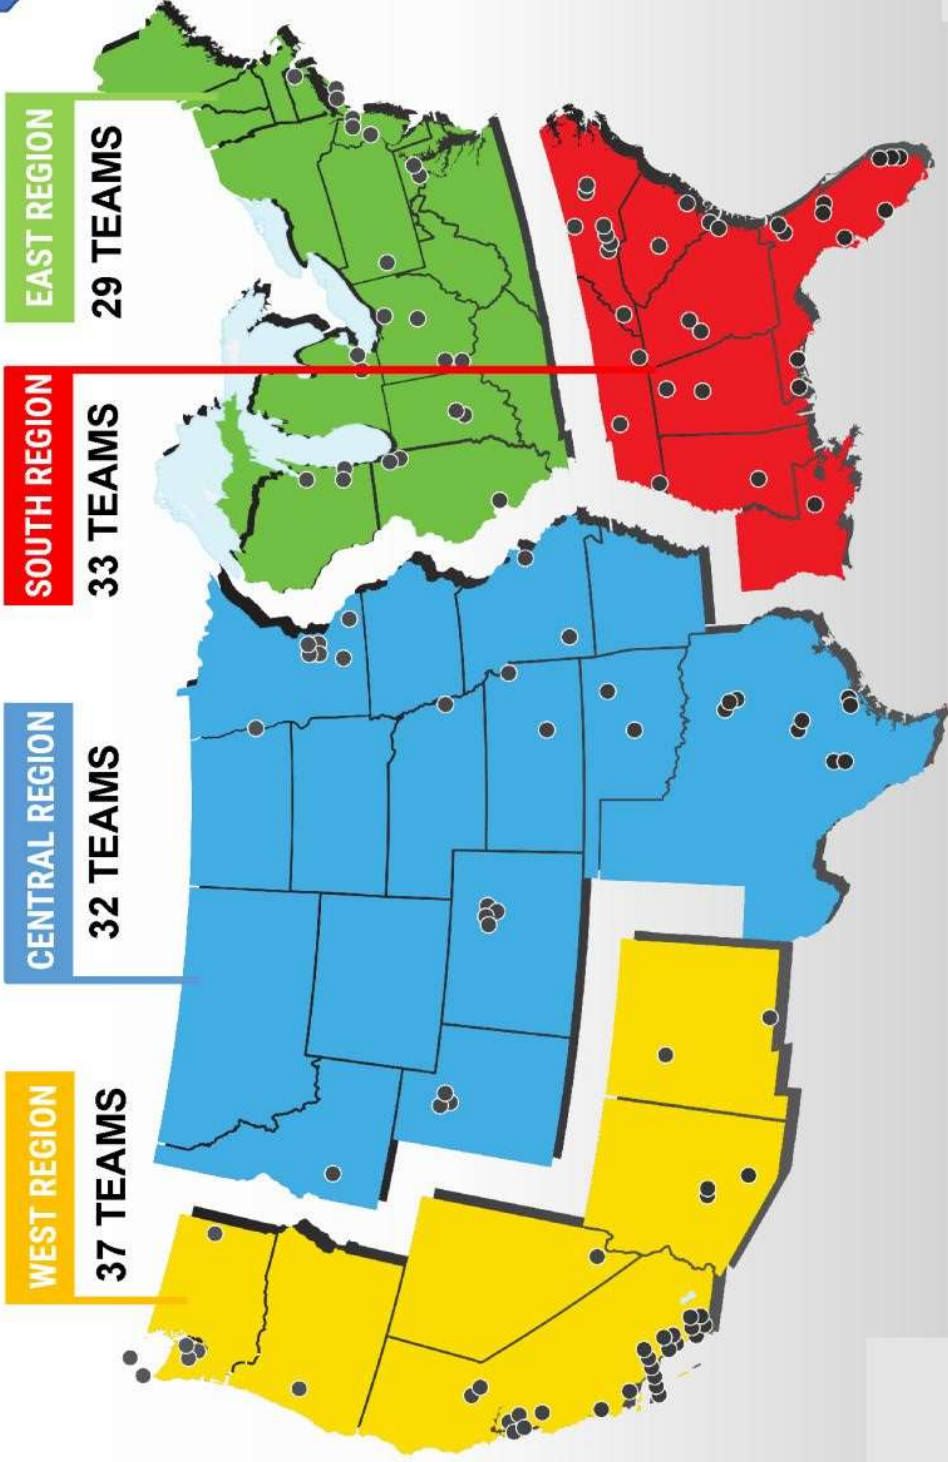 WEST REGION
37 TEAMS
CENTRAL REGION
32 TEAMS
SOUTH REGION
33 TEAMS
EAST REGION
29 TEAMS